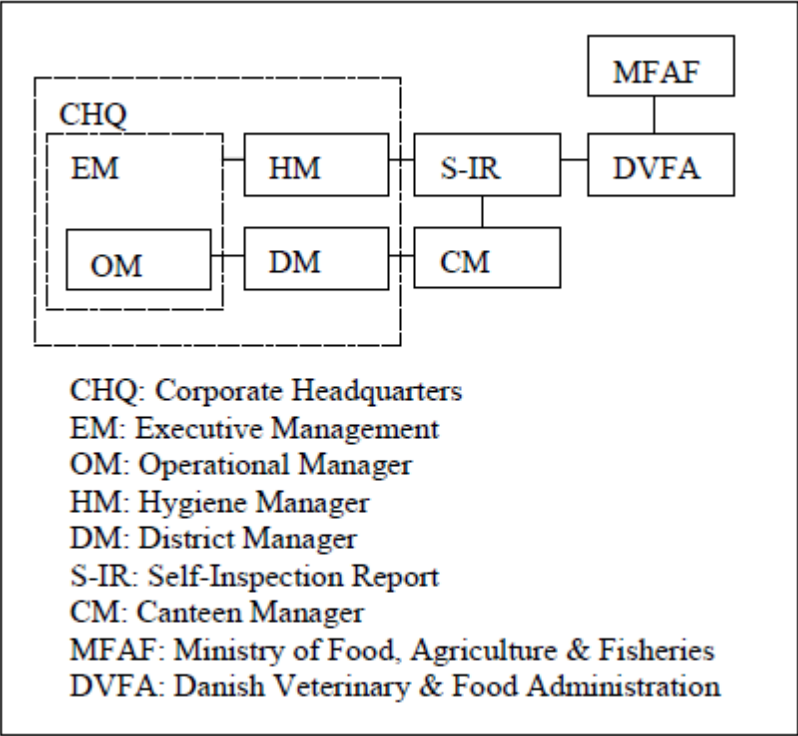 MFAF
CHQ
EM HM S-IR DVFA
OM DM CM
CHQ: Corporate Headquarters
EM: Executive Management
OM: Operational Manager
HM: Hygiene Manager
DM: District Manager
S-IR: Self-Inspection Report
CM: Canteen Manager
MFAF: Ministry of Food, Agriculture & Fisheries
DVFA: Danish Veterinary & Food Administration